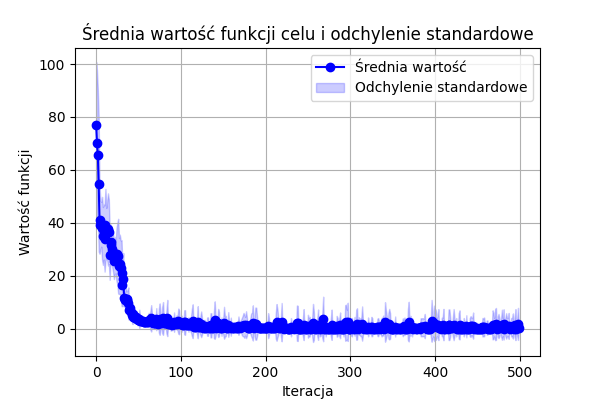 Średnia wartość funkcji celu i odchylenie standardowe
Średnia wartość
Odchylenie standardowe
Wartość funkcji
100
80
60
40
20
0
0 100 200 300 400 500
Iteracja